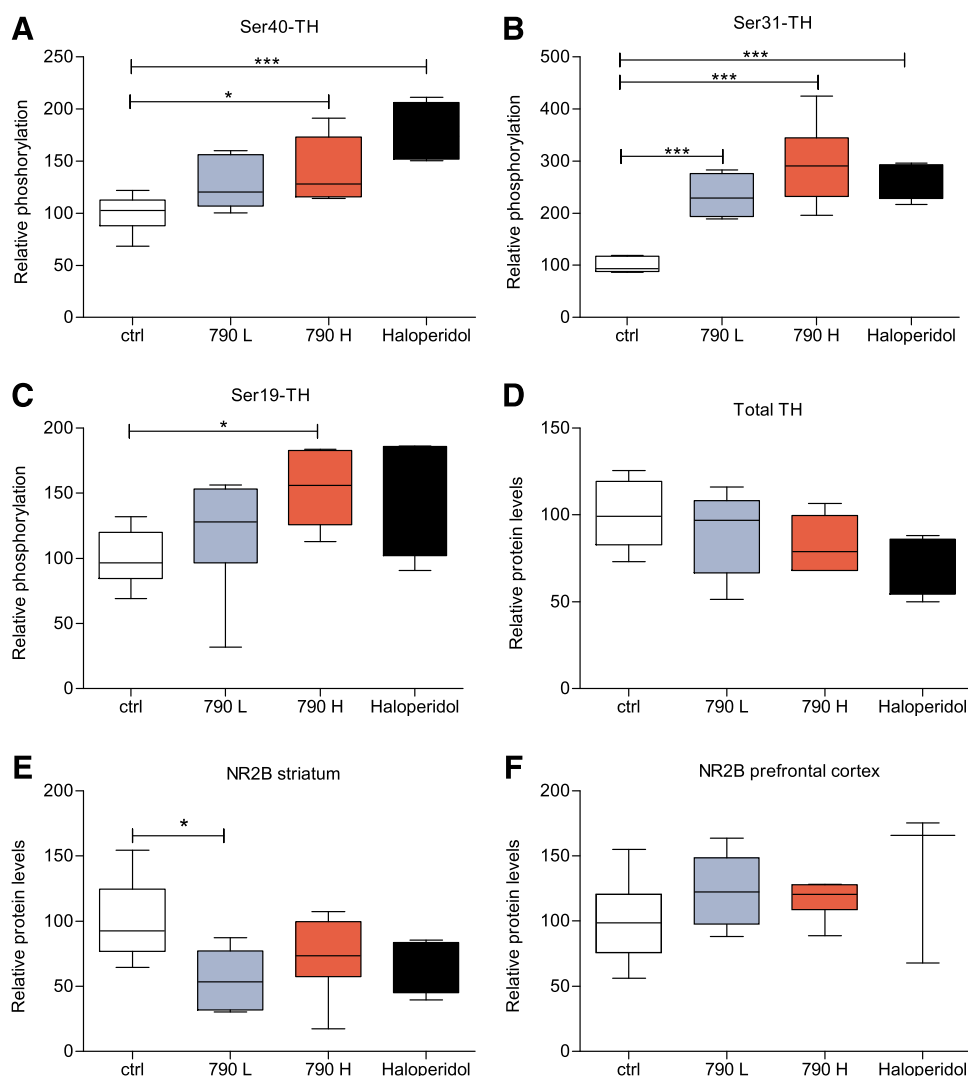 A
Ser40-TH
Relative phoshorylation
250
200
150
100
50
0
***
*
ctrl
790 L
790 H
Haloperidol
B
Ser31-TH
Relative phosphorylation
500
400
300
200
100
0
***
***
***
ctrl
790 L
790 H
Haloperidol
C
Ser19-TH
Relative phosphorylation
200
150
100
50
0
*
ctrl
790 L
790 H
Haloperidol
D
Total TH
Relative protein levels
150
100
50
0
ctrl
790 L
790 H
Haloperidol
E
NR2B striatum
Relative protein levels
200
150
100
50
0
*
ctrl
790 L
790 H
Haloperidol
F
NR2B prefrontal cortex
Relative protein levels
200
150
100
50
0
ctrl
790 L
790 H
Haloperidol